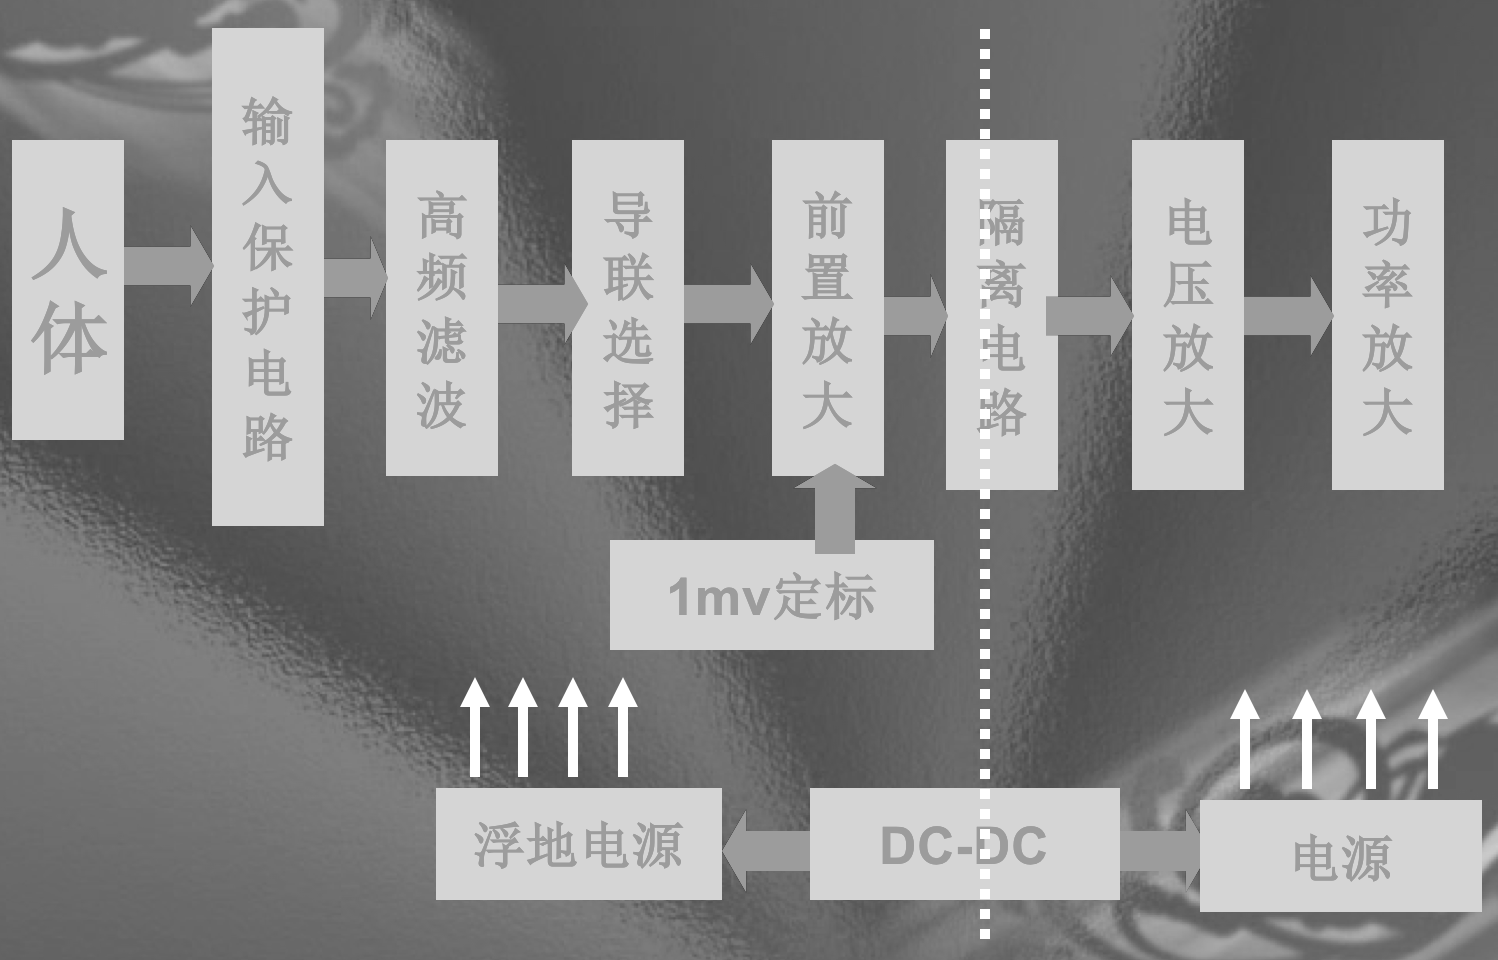 人体
输入保护电路
高频滤波
导联选择
前置放大
隔离电路
电压放大
功率放大
1mv定标
浮地电源
DC-DC
电源